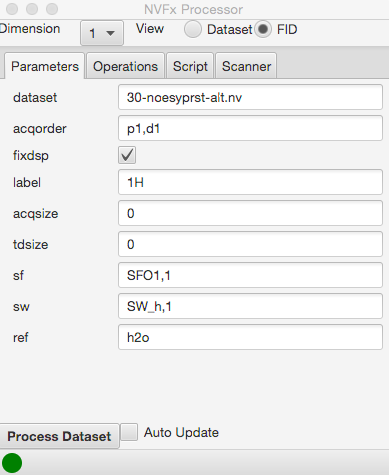 NVFx Processor
Dimension 1 View Dataset FID
Parameters Operations Script Scanner
dataset 30-noesyprst-alt.nv
acqorder p1,d1
fixdsp
label 1H
acqsize 0
tdsize 0
sf SFO1,1
sw SW_h,1
ref h2o
Process Dataset Auto Update